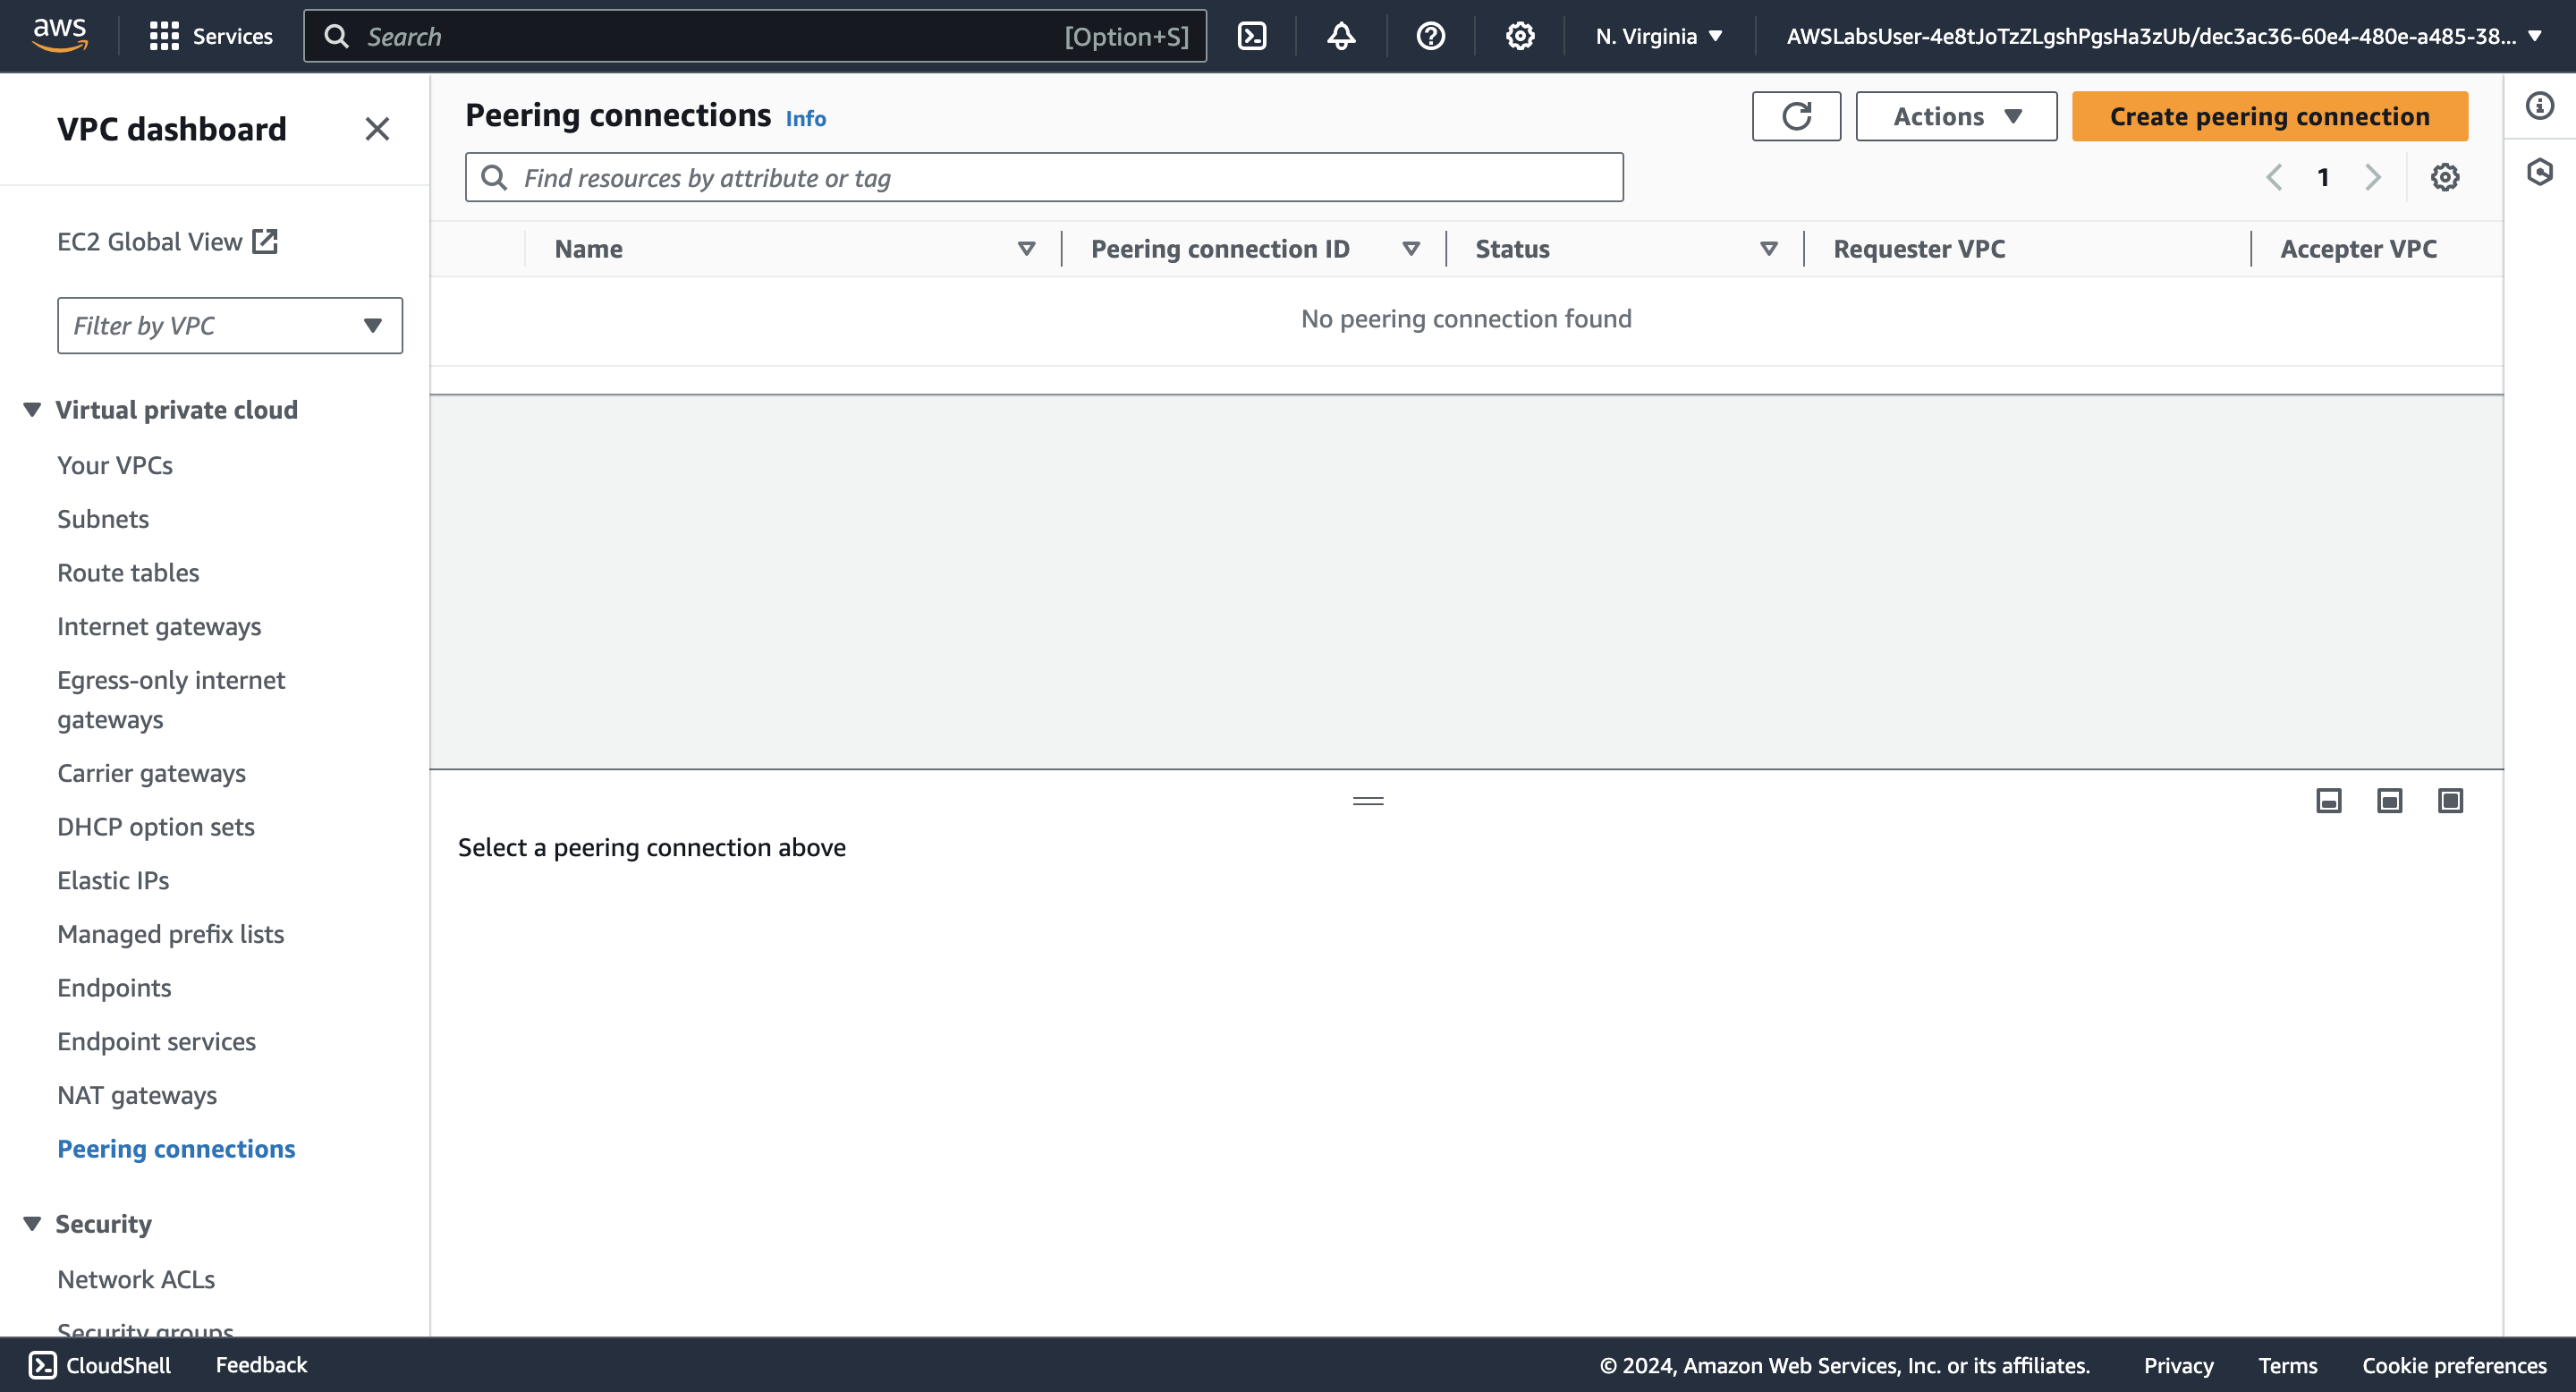 aws
Services
Search
[Option+S]
N. Virginia
AWSLabsUser-4e8tJoTzZLgshPgsHa3zUb/dec3ac36-60e4-480e-a485-38...
VPC dashboard
EC2 Global View
Filter by VPC
Virtual private cloud
Your VPCs
Subnets
Route tables
Internet gateways
Egress-only internet
gateways
Carrier gateways
DHCP option sets
Elastic IPs
Managed prefix lists
Endpoints
Endpoint services
NAT gateways
Peering connections
Security
Network ACLs
Security groups
Peering connections Info
Actions
Create peering connection
Find resources by attribute or tag
1
Name
Peering connection ID
Status
Requester VPC
Accepter VPC
No peering connection found
Select a peering connection above
CloudShell
Feedback
© 2024, Amazon Web Services, Inc. or its affiliates.
Privacy
Terms
Cookie preferences